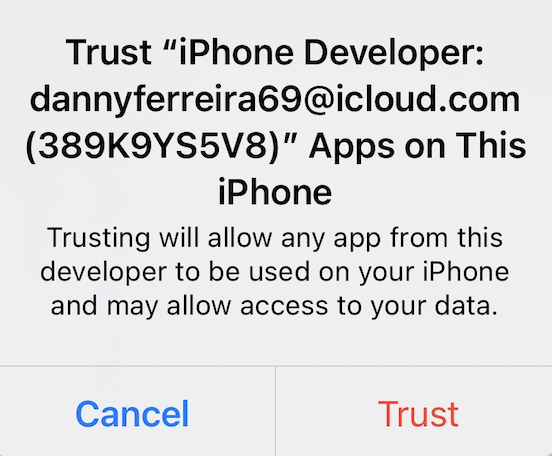 Trust “iPhone Developer:
dannyferreira69@icloud.com
(389K9YS5V8)” Apps on This
iPhone
Trusting will allow any app from this
developer to be used on your iPhone
and may allow access to your data.
Cancel
Trust